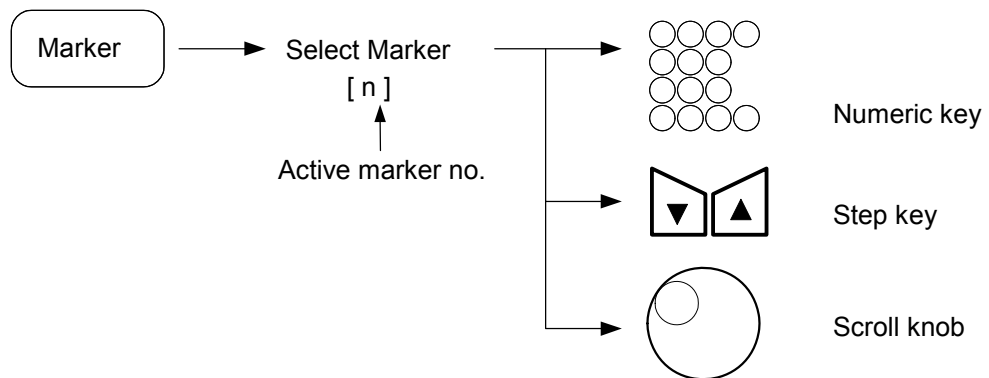 Marker
Select Marker
[ n ]
Active marker no.
Numeric key
Step key
Scroll knob